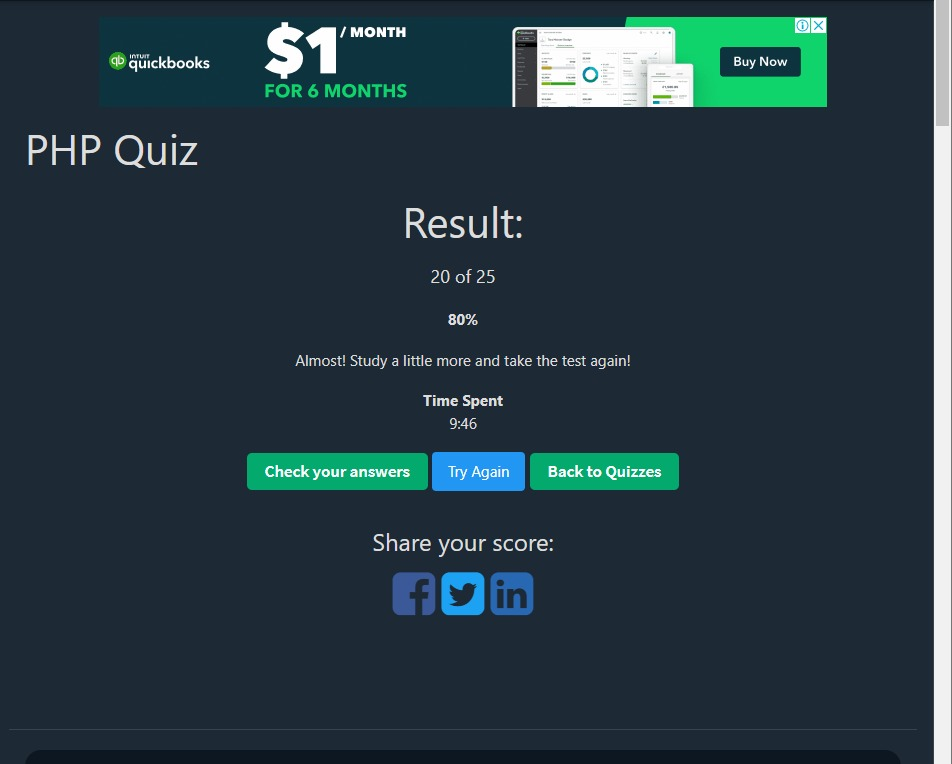 INTUIT
quickbooks
$1 / MONTH
FOR 6 MONTHS
Buy Now
PHP Quiz
Result:
20 of 25
80%
Almost! Study a little more and take the test again!
Time Spent
9:46
Check your answers
Try Again
Back to Quizzes
Share your score: